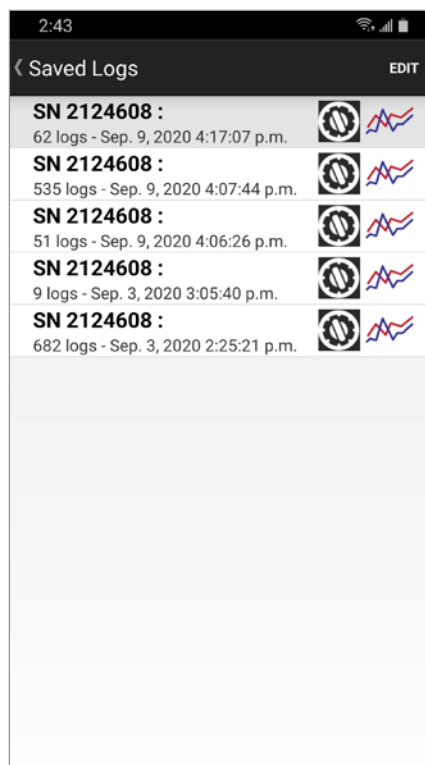 2:43
Saved Logs
EDIT
SN 2124608 :
62 logs - Sep. 9, 2020 4:17:07 p.m.
SN 2124608 :
535 logs - Sep. 9, 2020 4:07:44 p.m.
SN 2124608 :
51 logs - Sep. 9, 2020 4:06:26 p.m.
SN 2124608 :
9 logs - Sep. 3, 2020 3:05:40 p.m.
SN 2124608 :
682 logs - Sep. 3, 2020 2:25:21 p.m.